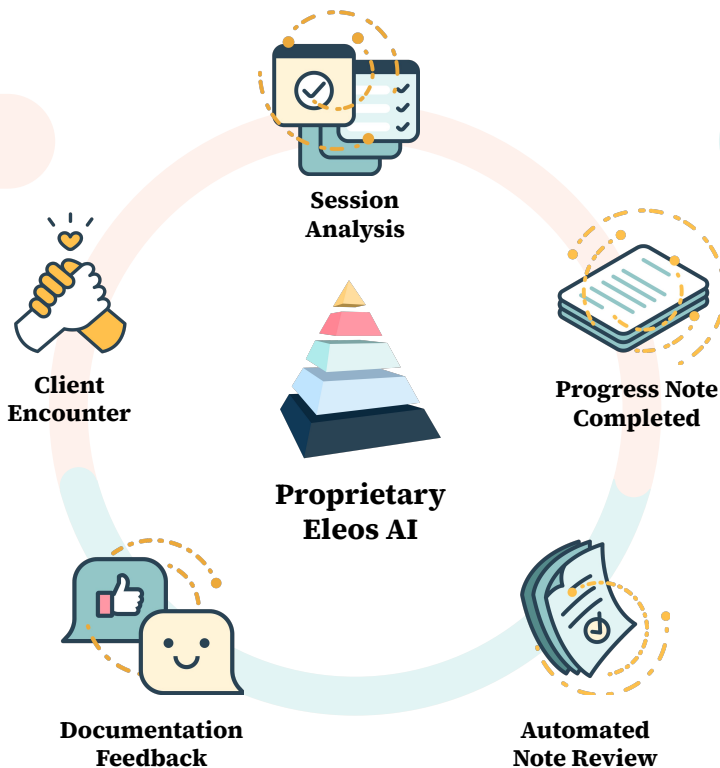 Session
Analysis
Client
Encounter
Progress Note
Completed
Proprietary
Eleos AI
Documentation
Feedback
Automated
Note Review